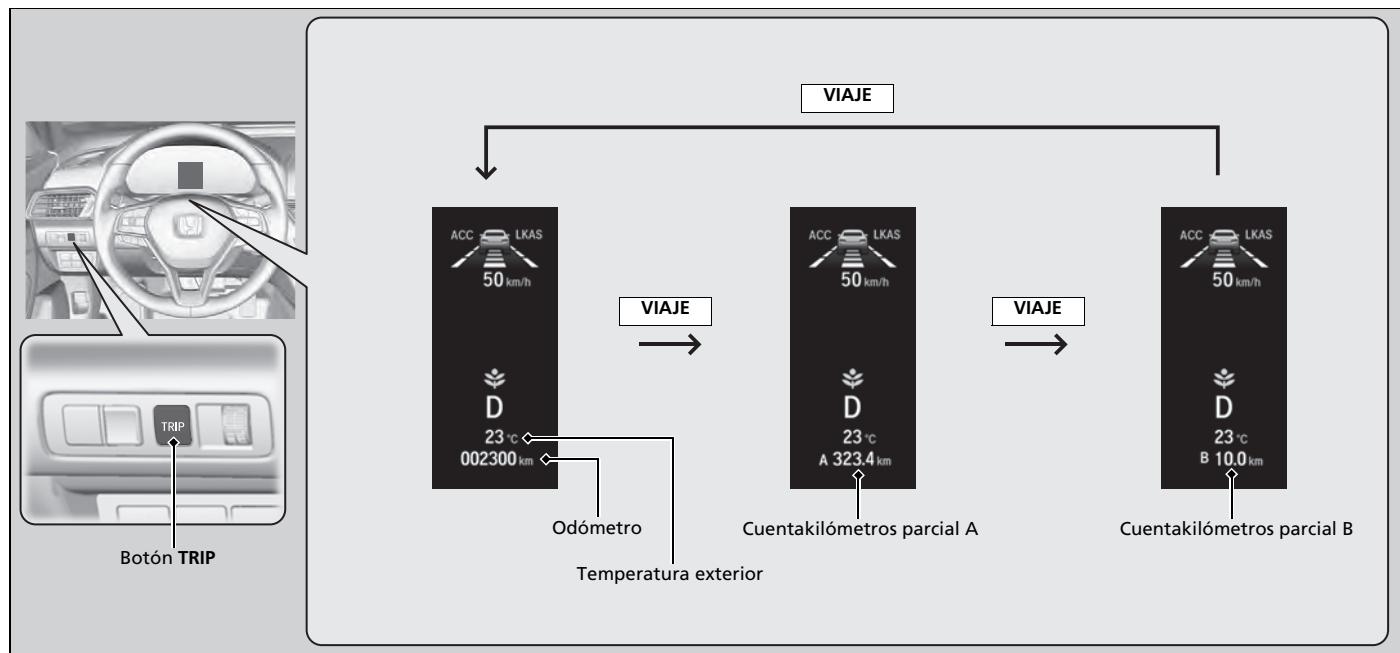 VIAJE
ACC LKAS
50 km/h
D
23 °C
002300 km
VIAJE
ACC LKAS
50 km/h
D
23 °C
A 323.4 km
VIAJE
ACC LKAS
50 km/h
D
23 °C
B 10.0 km
TRIP
Botón TRIP
Odómetro
Temperatura exterior
Cuentakilómetros parcial A
Cuentakilómetros parcial B